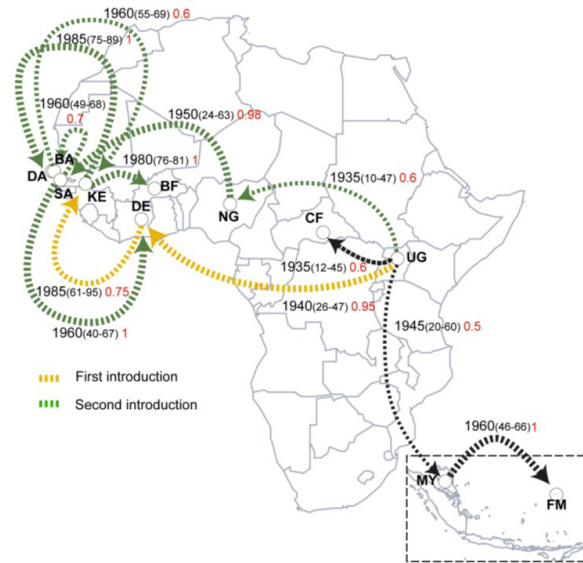 1960(55-69) 0.6
1985(75-89) 1
1960(49-68)
0.7
1950(24-63) 0.98
BA
DA
SA
KE
1980(76-81) 1
BF
DE
NG
1935(10-47) 0.6
CF
UG
1935(12-45) 0.6
1940(26-47) 0.95
1985(61-95) 0.75
1960(40-67) 1
1945(20-60) 0.5
First introduction
Second introduction
1960(46-66)1
MY
FM